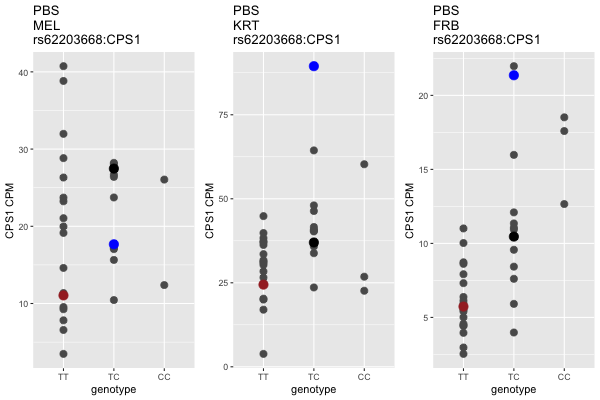 PBS
MEL
rs62203668:CPS1
CPS1 CPM
40
30
20
10
TT TC CC
genotype
PBS
KRT
rs62203668:CPS1
CPS1 CPM
75
50
25
0
TT TC CC
genotype
PBS
FRB
rs62203668:CPS1
CPS1 CPM
20
15
10
5
TT TC CC
genotype